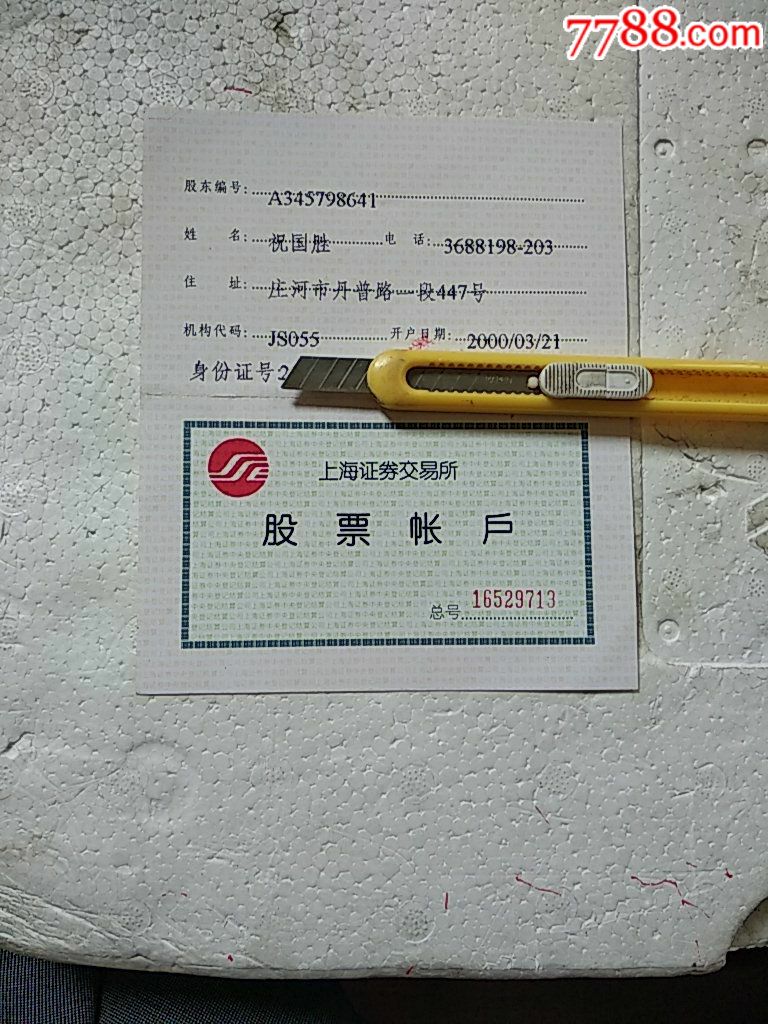 7788.com
股东编号: A345798641
姓 名: 祝国胜 电 话: 3688198-203
住 址: 庄河市丹普路一段447号
机构代码: JS055 开户日期: 2000/03/21
身份证号2
上海证券交易所
股票帐戶
总号 16529713